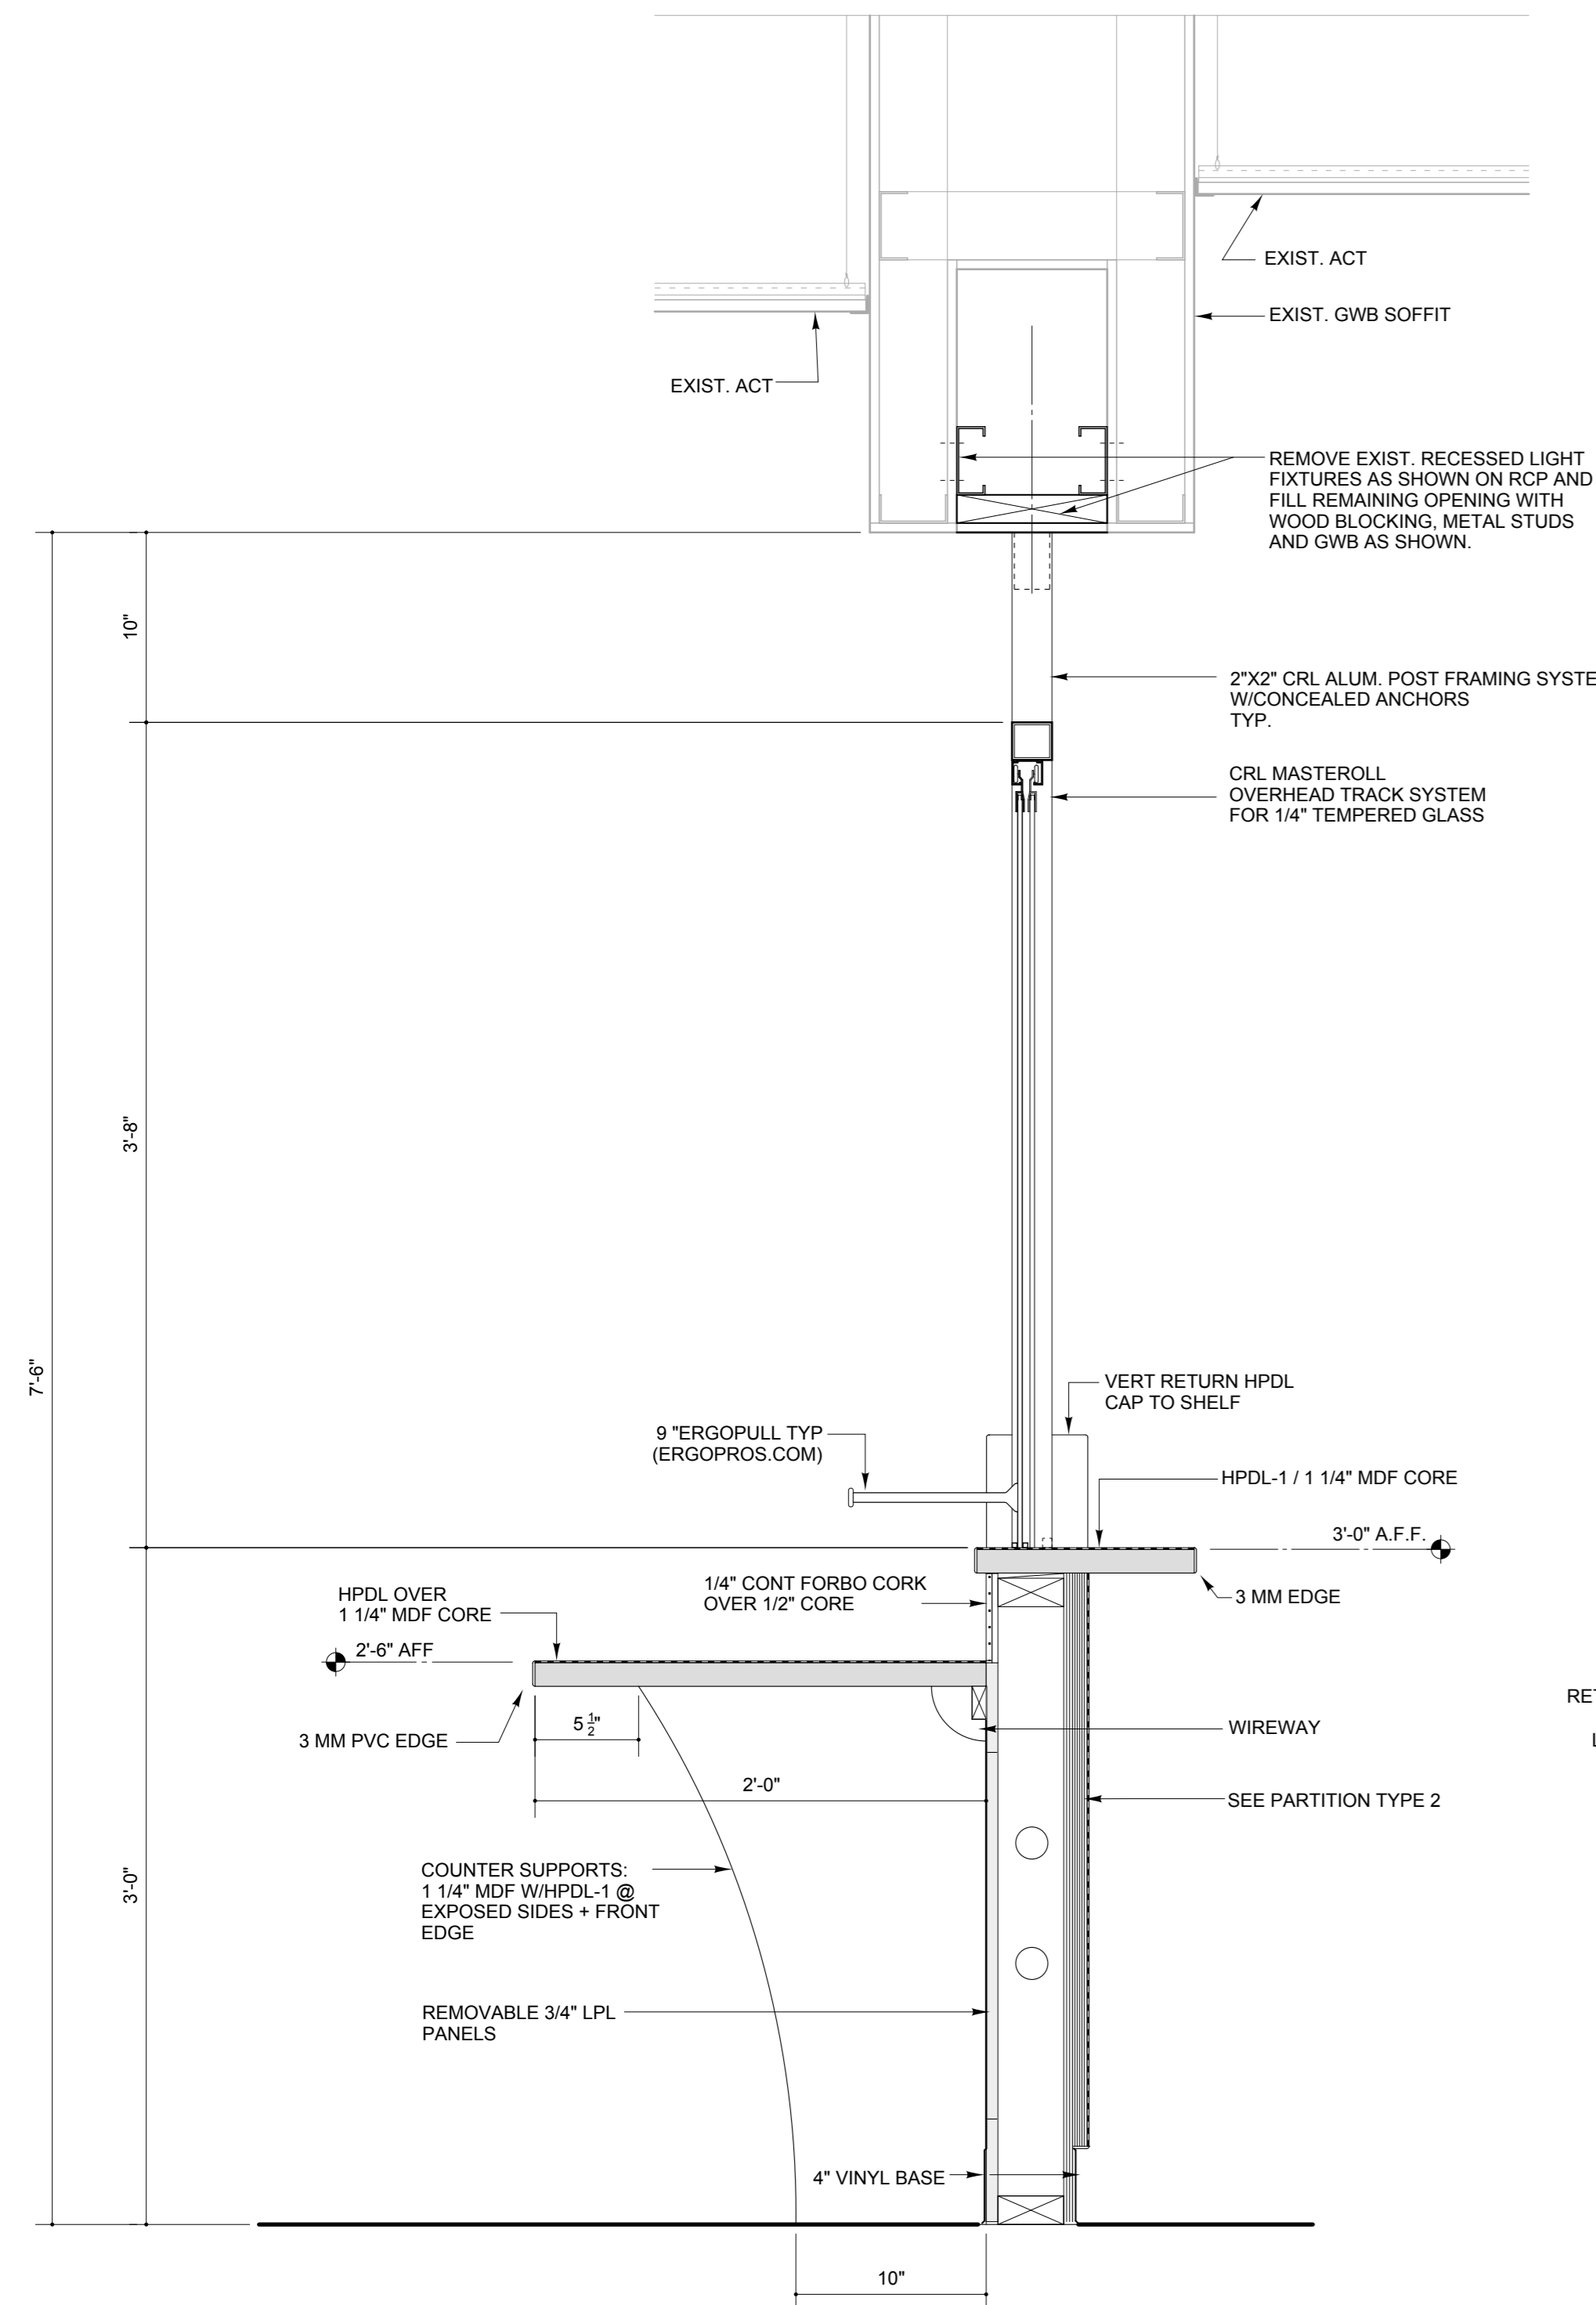 EXIST. ACT
EXIST. GWB SOFFIT
EXIST. ACT
REMOVE EXIST. RECESSED LIGHT
FIXTURES AS SHOWN ON RCP AND
FILL REMAINING OPENING WITH
WOOD BLOCKING, METAL STUDS
AND GWB AS SHOWN.
10"
2"X2" CRL ALUM. POST FRAMING SYSTE
W/CONCEALED ANCHORS
TYP.
CRL MASTEROLL
OVERHEAD TRACK SYSTEM
FOR 1/4" TEMPERED GLASS
3'-8"
7'-6"
VERT RETURN HPDL
CAP TO SHELF
9 "ERGOPULL TYP
(ERGOPROS.COM)
HPDL-1 / 1 1/4" MDF CORE
3'-0" A.F.F.
HPDL OVER
1 1/4" MDF CORE
1/4" CONT FORBO CORK
OVER 1/2" CORE
3 MM EDGE
2'-6" AFF
RET
5 1/2"
3 MM PVC EDGE
WIREWAY
L
2'-0"
SEE PARTITION TYPE 2
3'-0"
COUNTER SUPPORTS:
1 1/4" MDF W/HPDL-1 @
EXPOSED SIDES + FRONT
EDGE
REMOVABLE 3/4" LPL
PANELS
4" VINYL BASE
10"